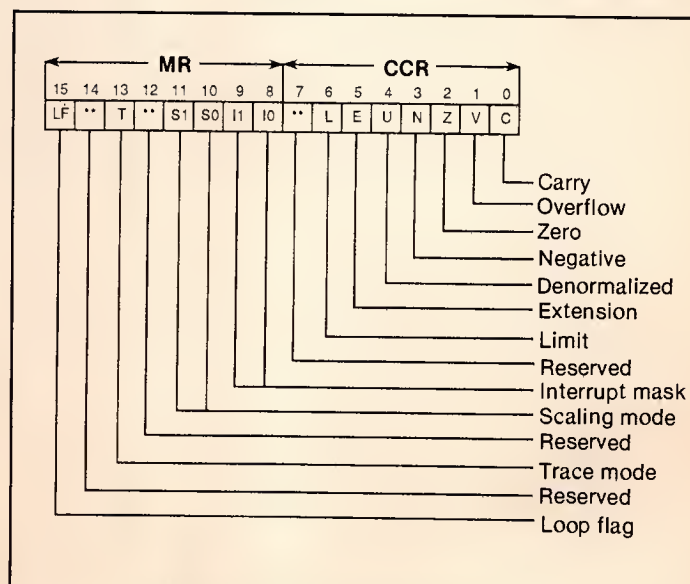 MR CCR
15 14 13 12 11 10 9 8 7 6 5 4 3 2 1 0
LF ** T ** S1 S0 I1 I0 ** L E U N Z V C
Carry
Overflow
Zero
Negative
Denormalized
Extension
Limit
Reserved
Interrupt mask
Scaling mode
Reserved
Trace mode
Reserved
Loop flag